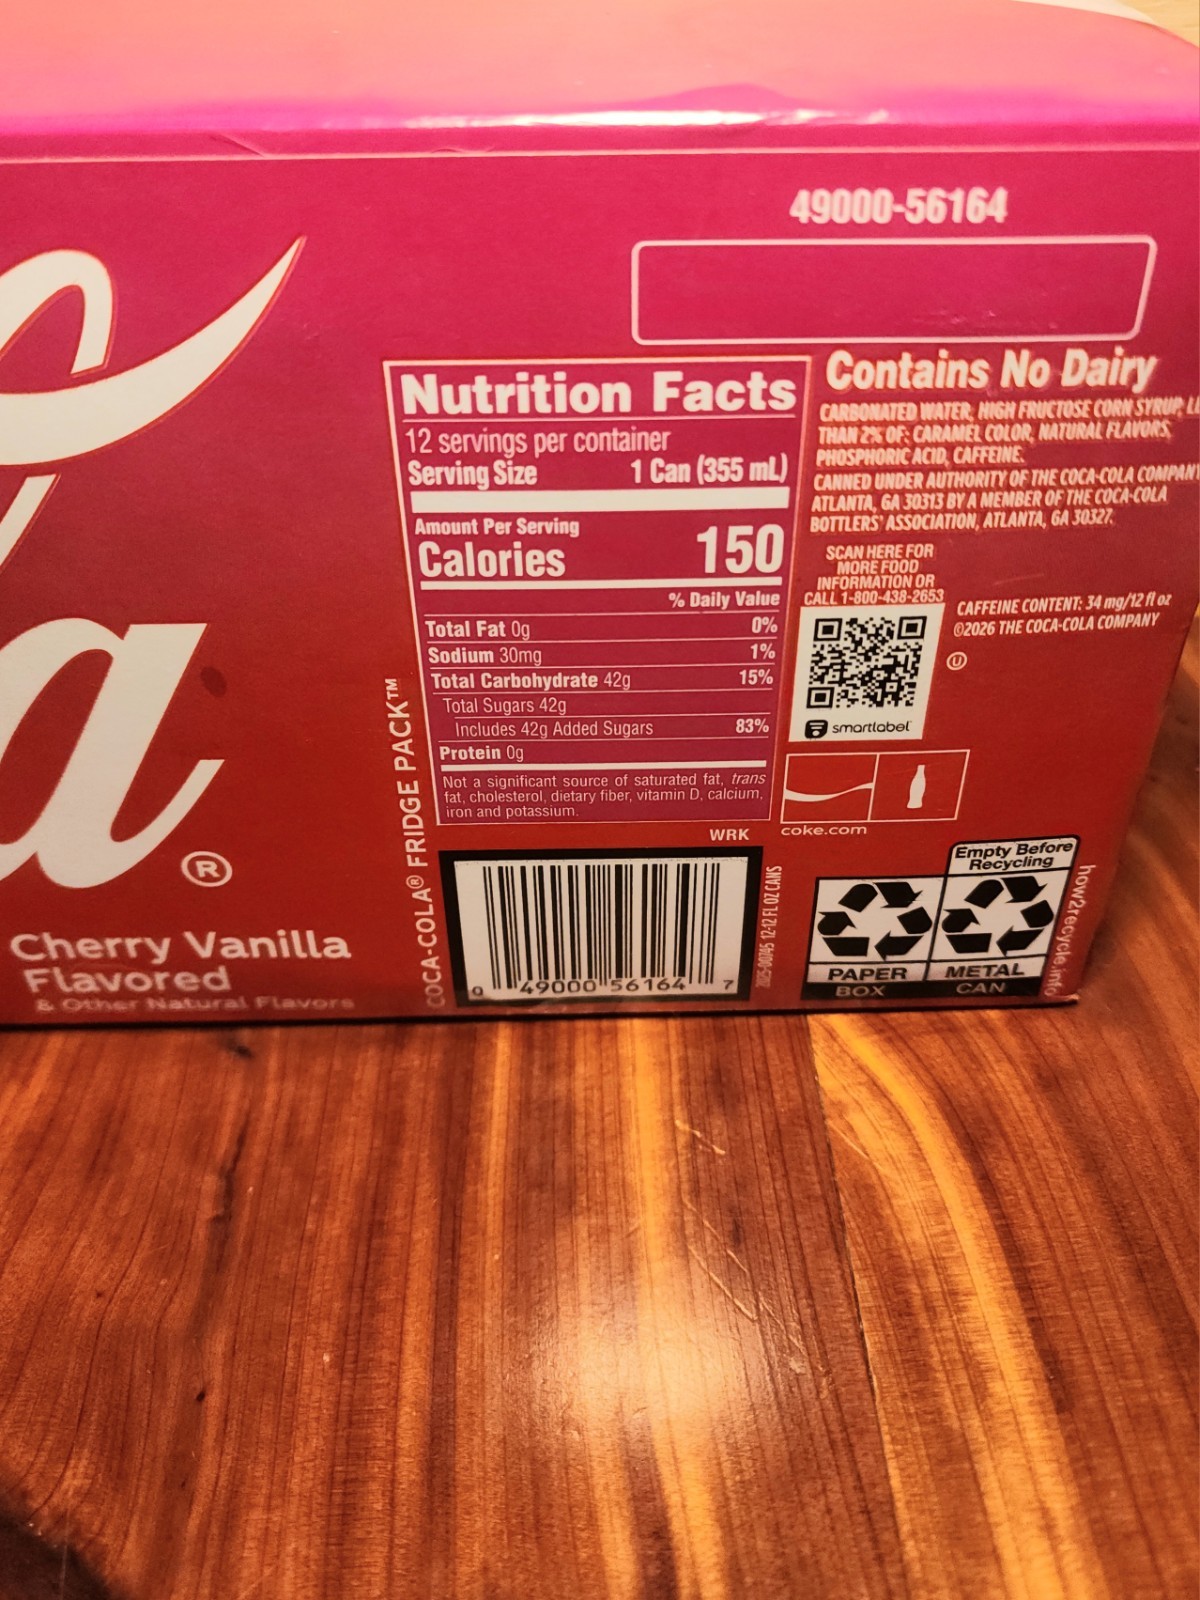 49000-56164
Nutrition Facts
12 servings per container
Serving Size 1 Can (355 mL)
Amount Per Serving
Calories 150
% Daily Value
Total Fat 0g 0%
Sodium 30mg 1%
Total Carbohydrate 42g 15%
Total Sugars 42g
Includes 42g Added Sugars 83%
Protein 0g
Not a significant source of saturated fat, trans
fat, cholesterol, dietary fiber, vitamin D, calcium,
iron and potassium.
WRK
Contains No Dairy
CARBONATED WATER, HIGH FRUCTOSE CORN SYRUP,
THAN 2% OF: CARAMEL COLOR, NATURAL FLAVORS,
PHOSPHORIC ACID, CAFFEINE.
CANNED UNDER AUTHORITY OF THE COCA-COLA
ATLANTA, GA 30313 BY A MEMBER OF THE COCA-COLA
BOTTLERS' ASSOCIATION, ATLANTA, GA 30327.
SCAN HERE FOR
MORE FOOD
INFORMATION OR
CALL 1-800-438-2653
CAFFEINE CONTENT: 34 mg/12 fl oz
©2026 THE COCA-COLA COMPANY
U
smartlabel
coke.com
COCA-COLA® FRIDGE PACK™
a®
Cherry Vanilla
Flavored
& Other Natural Flavors
0 49000 56164 7
12-12 FL OZ CANS
Empty Before
Recycling
PAPER
BOX
METAL
CAN
how2recycle.info